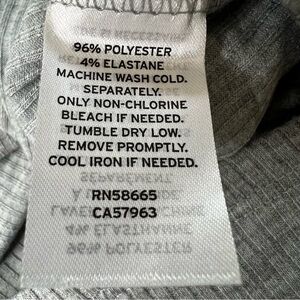 96% POLYESTER
4% ELASTANE
MACHINE WASH COLD.
SEPARATELY.
ONLY NON-CHLORINE
BLEACH IF NEEDED.
TUMBLE DRY LOW.
REMOVE PROMPTLY.
COOL IRON IF NEEDED.
RN58665
CA57963